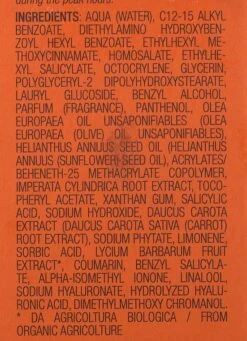 during the peak hours.
INGREDIENTS: AQUA (WATER), C12-15 ALKYL
BENZOATE, DIETHYLAMINO HYDROXYBEN-
ZOYL HEXYL BENZOATE, ETHYLHEXYL ME-
THOXYCINNAMATE, HOMOSALATE, ETHYLHE-
XYL SALICYLATE, OCTOCRYLENE, GLYCERIN,
POLYGLYCERYL-2 DIPOLYHYDROXYSTEARATE,
LAURYL GLUCOSIDE, BENZYL ALCOHOL,
PARFUM (FRAGRANCE), PANTHENOL, OLEA
EUROPAEA OIL UNSAPONIFIABLES (OLEA
EUROPAEA (OLIVE) OIL UNSAPONIFIABLES),
HELIANTHUS ANNUUS SEED OIL (HELIANTHUS
ANNUUS (SUNFLOWER) SEED OIL), ACRYLATES/
BEHENETH-25 METHACRYLATE COPOLYMER,
IMPERATA CYLINDRICA ROOT EXTRACT, TOCO-
PHERYL ACETATE, XANTHAN GUM, SALICYLIC
ACID, SODIUM HYDROXIDE, DAUCUS CAROTA
EXTRACT (DAUCUS CAROTA SATIVA (CARROT)
ROOT EXTRACT), SODIUM PHYTATE, LIMONENE,
SORBIC ACID, LYCIUM BARBARUM FRUIT
EXTRACT*, COUMARIN, BENZYL SALICYLA-
TE, ALPHA-ISOMETHYL IONONE, LINALOOL,
SODIUM HYALURONATE, HYDROLYZED HYALU-
RONIC ACID, DIMETHYLMETHOXY CHROMANOL.
* DA AGRICOLTURA BIOLOGICA / FROM
ORGANIC AGRICULTURE